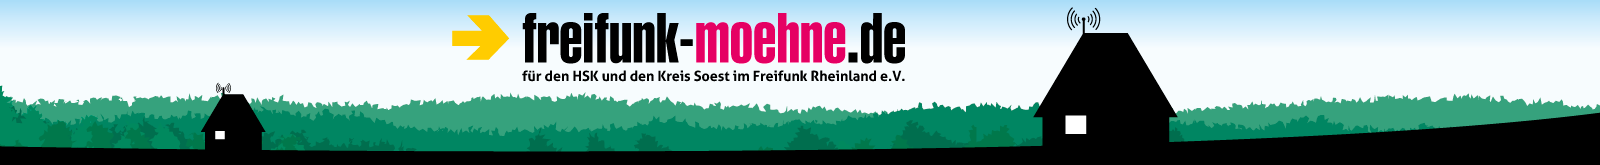 freifunk-moehne.de
für den HSK und den Kreis Soest im Freifunk Rheinland e.V.